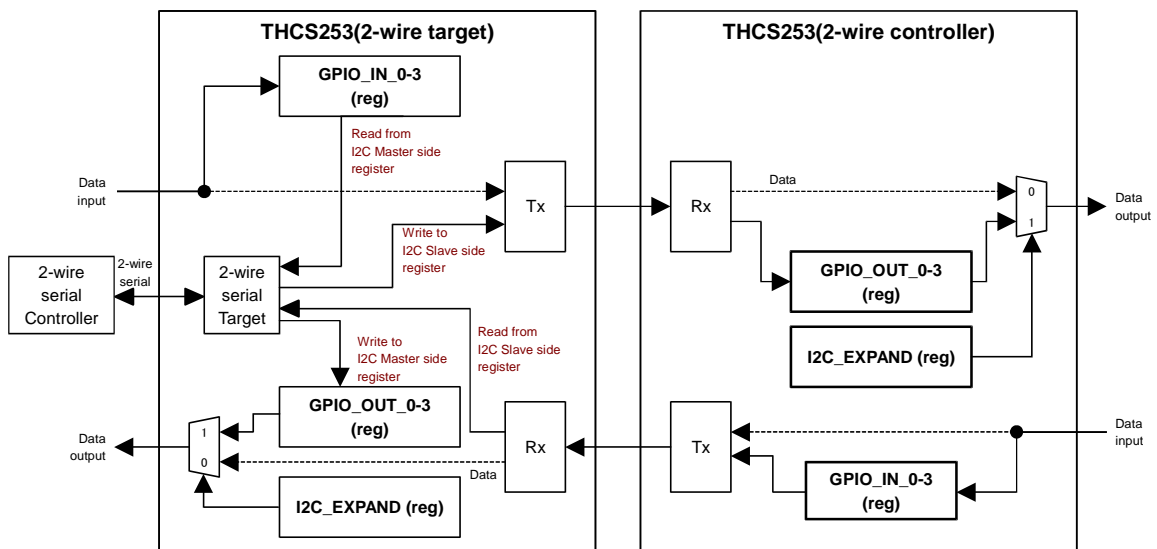 THCS253(2-wire target)
GPIO_IN_0-3
(reg)
Read from
I2C Master side
register
Data
input
Tx
Write to
I2C Slave side
register
2-wire
serial
Controller
2-wire
serial
2-wire
serial
Target
Write to
I2C Master side
register
Read from
I2C Slave side
register
GPIO_OUT_0-3
(reg)
Data
output
1
0
Rx
Data
I2C_EXPAND (reg)
THCS253(2-wire controller)
Rx
Data
0
1
Data
output
GPIO_OUT_0-3
(reg)
I2C_EXPAND (reg)
Tx
Data
input
GPIO_IN_0-3
(reg)